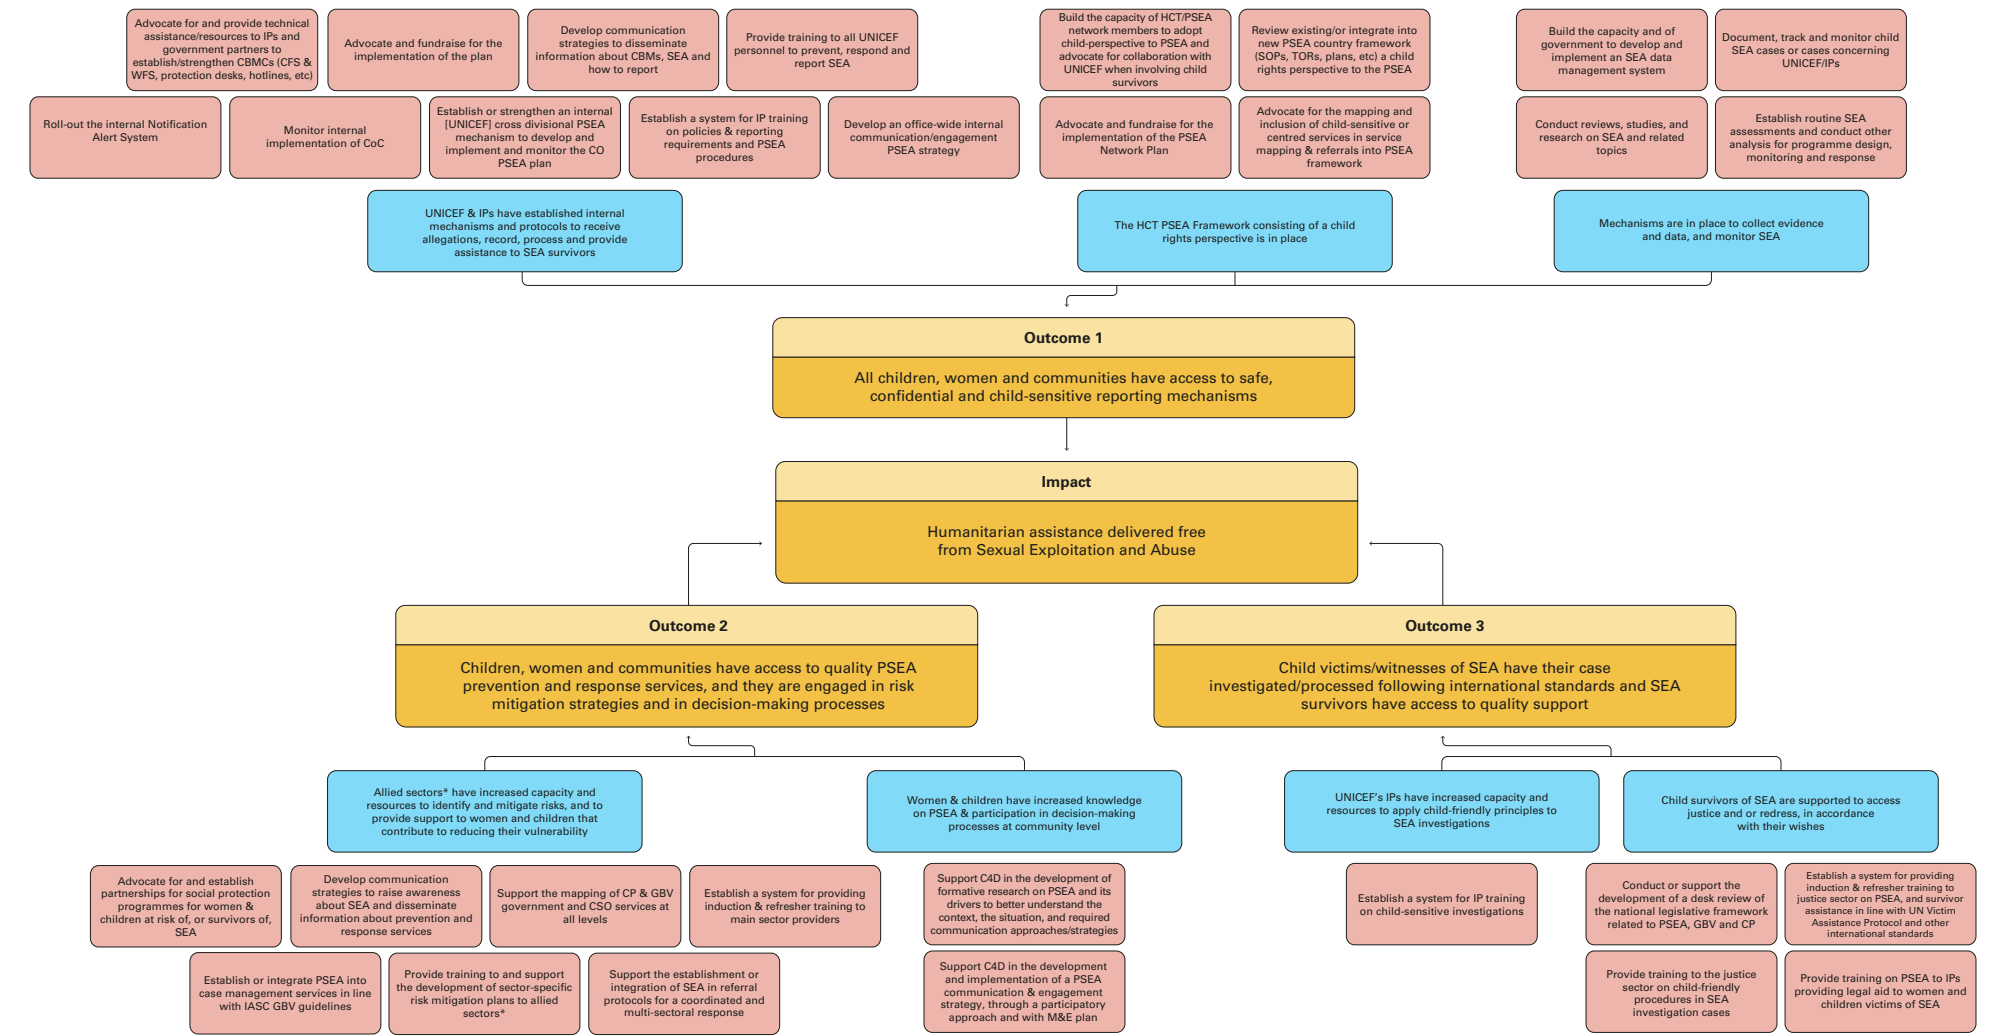 Advocate for and provide technical
assistance/resources to IPs and
government partners to
establish/strengthen CBMCs (CFS &
WFS, protection desks, hotlines, etc)
Advocate and fundraise for the
implementation of the plan
Develop communication
strategies to disseminate
information about CBMs, SEA and
how to report
Provide training to all UNICEF
personnel to prevent, respond and
report SEA
Build the capacity of HCT/PSEA
network members to adopt
child-perspective to PSEA and
advocate for collaboration with
UNICEF when involving child
survivors
Review existing/or integrate into
new PSEA country framework
(SOPs, TORs, plans, etc) a child
rights perspective to the PSEA
Build the capacity and of
government to develop and
implement an SEA data
management system
Document, track and monitor child
SEA cases or cases concerning
UNICEF/IPs
Roll-out the internal Notification
Alert System
Monitor internal
implementation of CoC
Establish or strengthen an internal
[UNICEF] cross divisional PSEA
mechanism to develop and
implement and monitor the CO
PSEA plan
Establish a system for IP training
on policies & reporting
requirements and PSEA
procedures
Develop an office-wide internal
communication/engagement
PSEA strategy
Advocate and fundraise for the
implementation of the PSEA
Network Plan
Advocate for the mapping and
inclusion of child-sensitive or
centred services in service
mapping & referrals into PSEA
framework
Conduct reviews, studies, and
research on SEA and related
topics
Establish routine SEA
assessments and conduct other
analysis for programme design,
monitoring and response
UNICEF & IPs have established internal
mechanisms and protocols to receive
allegations, record, process and provide
assistance to SEA survivors
The HCT PSEA Framework consisting of a child
rights perspective is in place
Mechanisms are in place to collect evidence
and data, and monitor SEA
Outcome 1
All children, women and communities have access to safe,
confidential and child-sensitive reporting mechanisms
Impact
Humanitarian assistance delivered free
from Sexual Exploitation and Abuse
Outcome 2
Children, women and communities have access to quality PSEA
prevention and response services, and they are engaged in risk
mitigation strategies and in decision-making processes
Outcome 3
Child victims/witnesses of SEA have their case
investigated/processed following international standards and SEA
survivors have access to quality support
Allied sectors* have increased capacity and
resources to identify and mitigate risks, and to
provide support to women and children that
contribute to reducing their vulnerability
Women & children have increased knowledge
on PSEA & participation in decision-making
processes at community level
UNICEF's IPs have increased capacity and
resources to apply child-friendly principles to
SEA investigations
Child survivors of SEA are supported to access
justice and or redress, in accordance
with their wishes
Advocate for and establish
partnerships for social protection
programmes for women &
children at risk of, or survivors of,
SEA
Develop communication
strategies to raise awareness
about SEA and disseminate
information about prevention and
response services
Support the mapping of CP & GBV
government and CSO services at
all levels
Establish a system for providing
induction & refresher training to
main sector providers
Support C4D in the development of
formative research on PSEA and its
drivers to better understand the
context, the situation, and required
communication approaches/strategies
Establish a system for IP training
on child-sensitive investigations
Conduct or support the
development of a desk review of
the national legislative framework
related to PSEA, GBV and CP
Establish a system for providing
induction & refresher training to
justice sector on PSEA, and survivor
assistance in line with UN Victim
Assistance Protocol and other
international standards
Establish or integrate PSEA into
case management services in line
with IASC GBV guidelines
Provide training to and support
the development of sector-specific
risk mitigation plans to allied
sectors*
Support the establishment or
integration of SEA in referral
protocols for a coordinated and
multi-sectoral response
Support C4D in the development
and implementation of a PSEA
communication & engagement
strategy, through a participatory
approach and with M&E plan
Provide training to the justice
sector on child-friendly
procedures in SEA
investigation cases
Provide training on PSEA to IPs
providing legal aid to women and
children victims of SEA